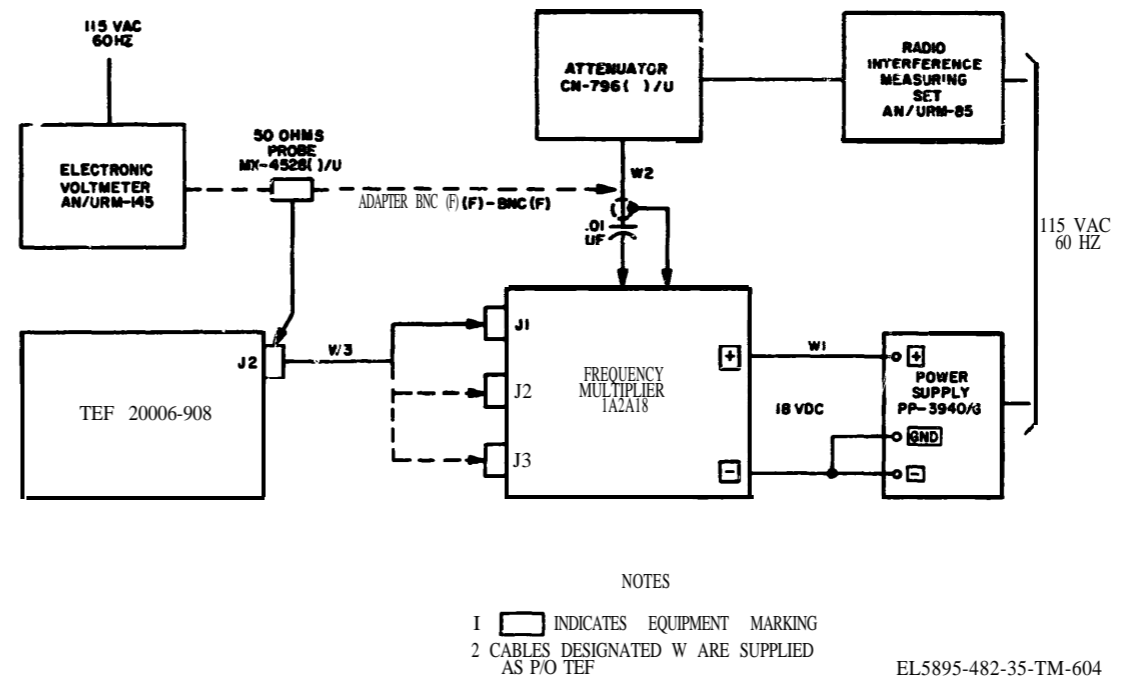 115 VAC
60HZ
ELECTRONIC
VOLTMETER
AN/URM-145
50 OHMS
PROBE
MX-4528( )/U
ADAPTER BNC (F)(F)-BNC(F)
ATTENUATOR
CN-796( )/U
RADIO
INTERFERENCE
MEASURING
SET
AN/URM-85
W2
.01
UF
115 VAC
60 HZ
TEF 20006-908
J2
W3
J1
J2
J3
FREQUENCY
MULTIPLIER
1A2A18
+
-
W1
18 VDC
+
POWER
SUPPLY
PP-3940/G
GND
-
NOTES
I INDICATES EQUIPMENT MARKING
2 CABLES DESIGNATED W ARE SUPPLIED
AS P/O TEF
EL5895-482-35-TM-604